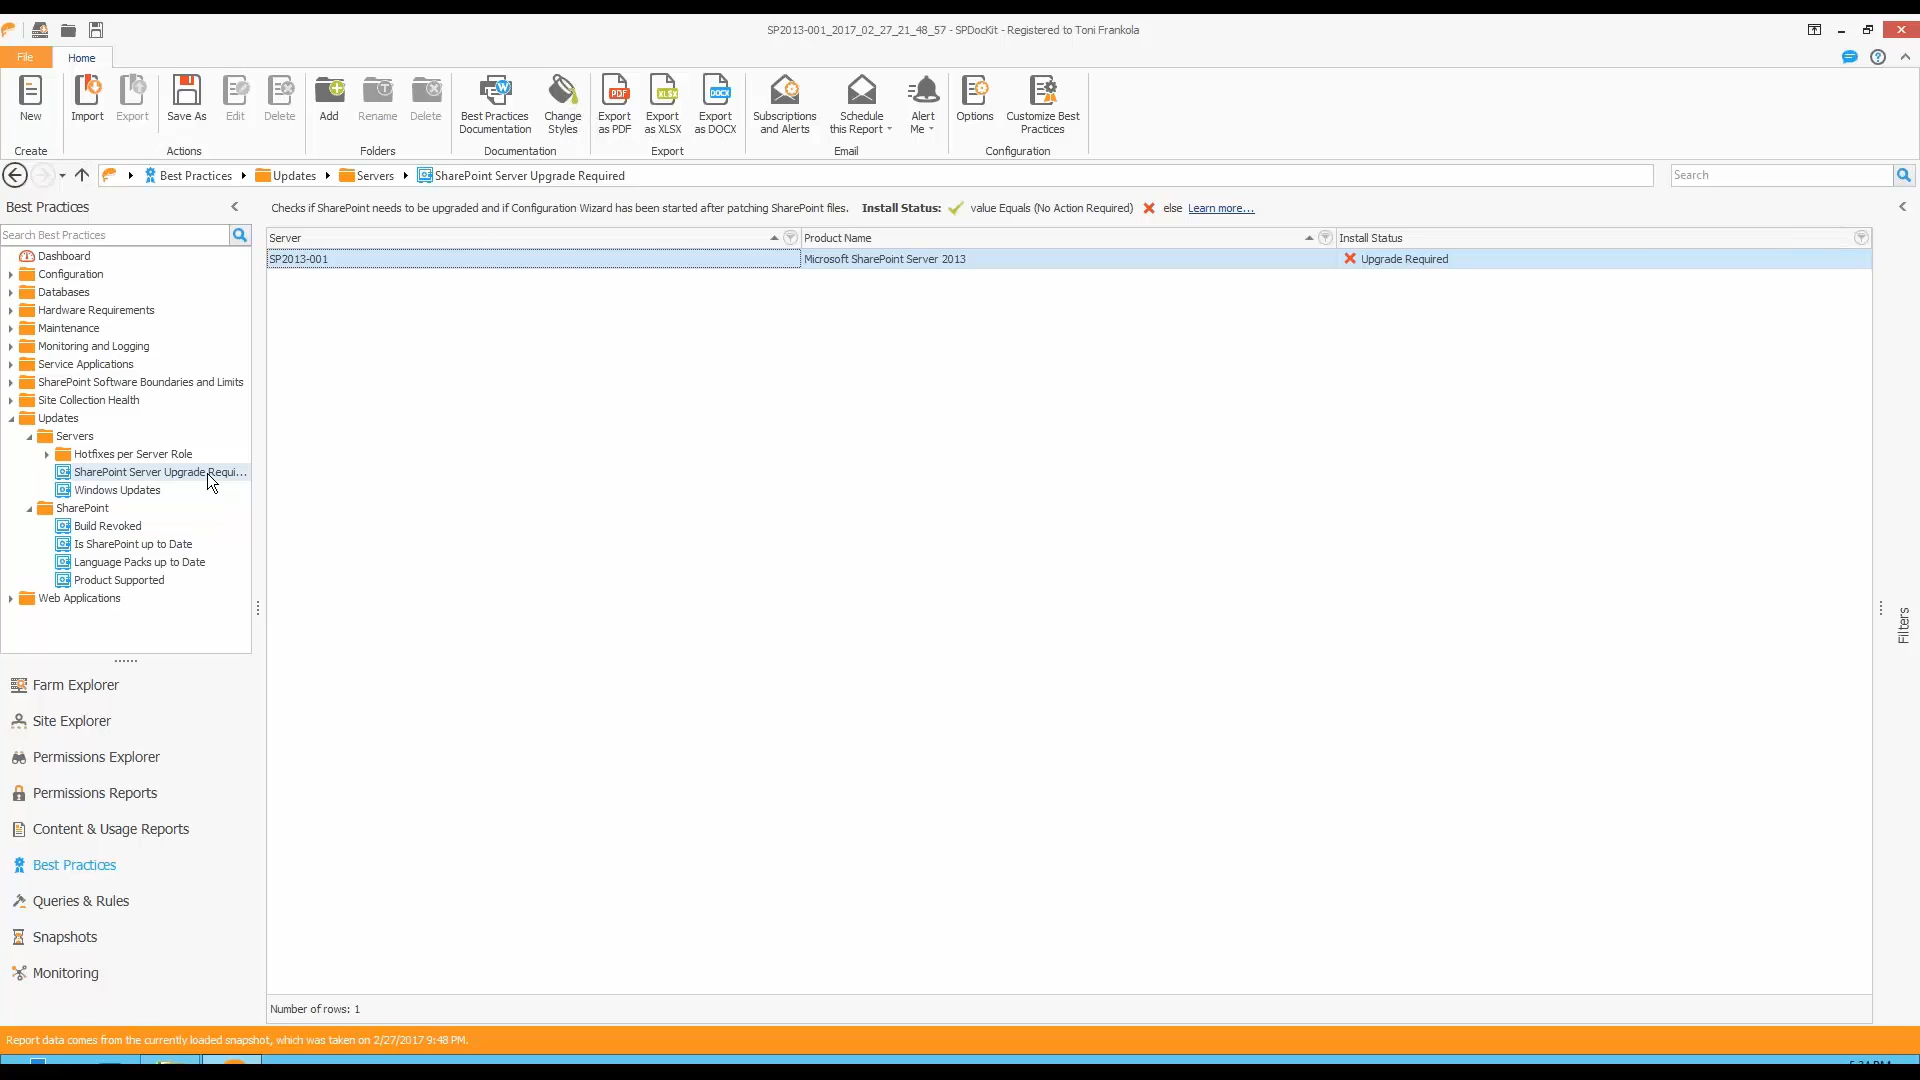 SP2013-001_2017_02_27_21_48_57 - SPDocKit - Registered to Toni Frankola
File
Home
New
Import
Export
Save As
Edit
Delete
Add
Rename
Delete
Best Practices
Documentation
Change
Styles
Export
as PDF
Export
as XLSX
Export
as DOCX
Subscriptions
and Alerts
Schedule
this Report
Alert
Me
Options
Customize Best
Practices
PDF
XLSX
DOCX
Create
Actions
Folders
Documentation
Export
Email
Configuration
Best Practices
Updates
Servers
SharePoint Server Upgrade Required
Search
Best Practices
Search Best Practices
Dashboard
Configuration
Databases
Hardware Requirements
Maintenance
Monitoring and Logging
Service Applications
SharePoint Software Boundaries and Limits
Site Collection Health
Updates
Servers
Hotfixes per Server Role
SharePoint Server Upgrade Requi...
Windows Updates
SharePoint
Build Revoked
Is SharePoint up to Date
Language Packs up to Date
Product Supported
Web Applications
Farm Explorer
Site Explorer
Permissions Explorer
Permissions Reports
Content & Usage Reports
Best Practices
Queries & Rules
Snapshots
Monitoring
Checks if SharePoint needs to be upgraded and if Configuration Wizard has been started after patching SharePoint files. Install Status: value Equals (No Action Required) else Learn more...
Server Product Name Install Status
SP2013-001 Microsoft SharePoint Server 2013 Upgrade Required
Filters
Number of rows: 1
Report data comes from the currently loaded snapshot, which was taken on 2/27/2017 9:48 PM.